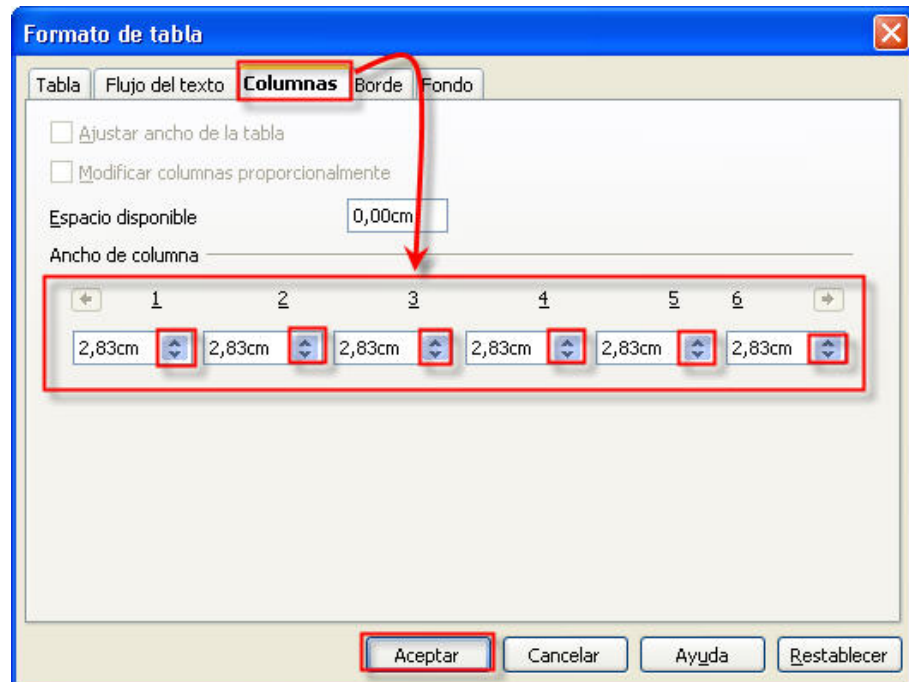 Formato de tabla
Tabla Flujo del texto Columnas Borde Fondo
Ajustar ancho de la tabla
Modificar columnas proporcionalmente
Espacio disponible 0,00cm
Ancho de columna
1 2 3 4 5 6
2,83cm 2,83cm 2,83cm 2,83cm 2,83cm 2,83cm
Aceptar Cancelar Ayuda Restablecer